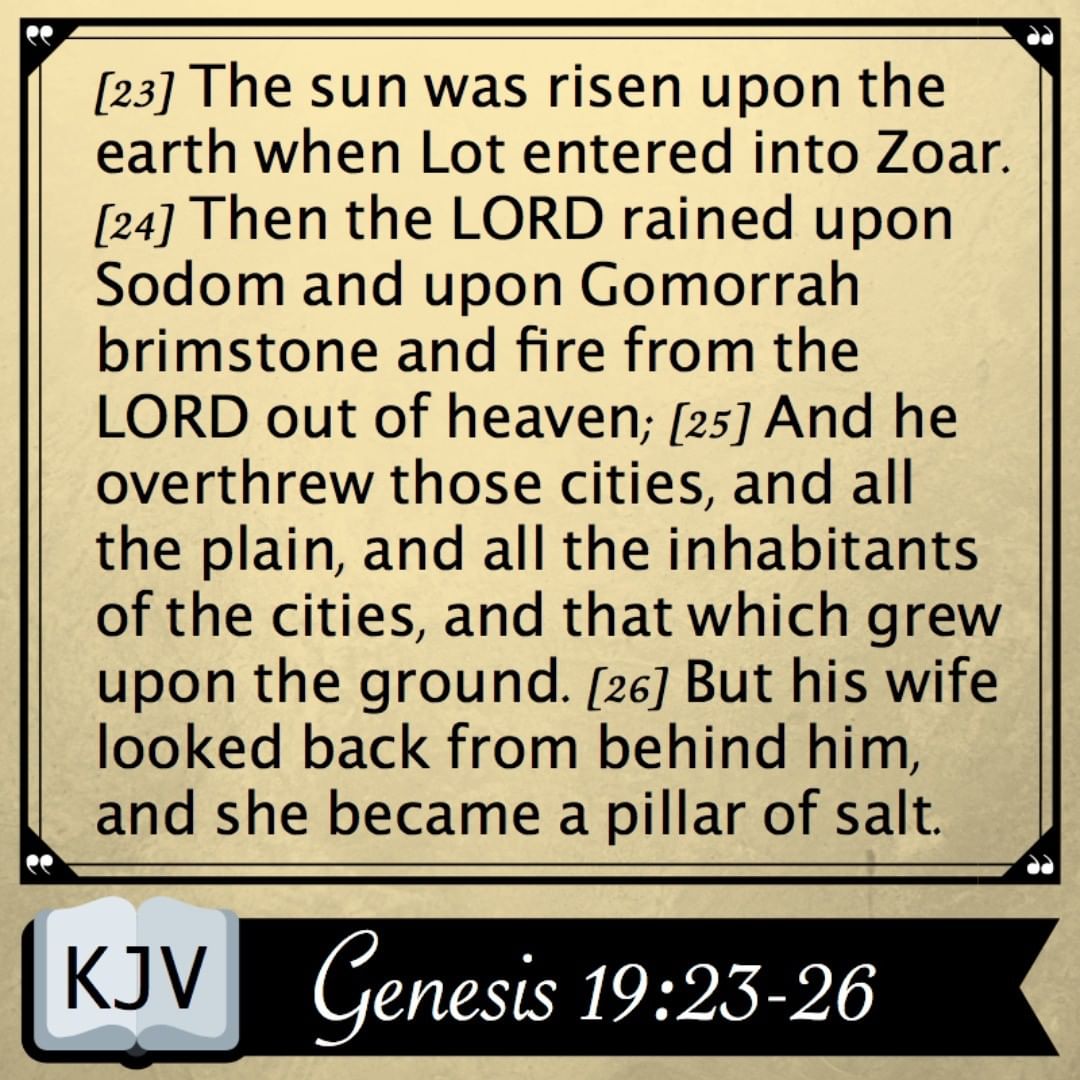 [23] The sun was risen upon the
earth when Lot entered into Zoar.
[24] Then the LORD rained upon
Sodom and upon Gomorrah
brimstone and fire from the
LORD out of heaven; [25] And he
overthrew those cities, and all
the plain, and all the inhabitants
of the cities, and that which grew
upon the ground. [26] But his wife
looked back from behind him,
and she became a pillar of salt.
KJV
Genesis 19:23-26